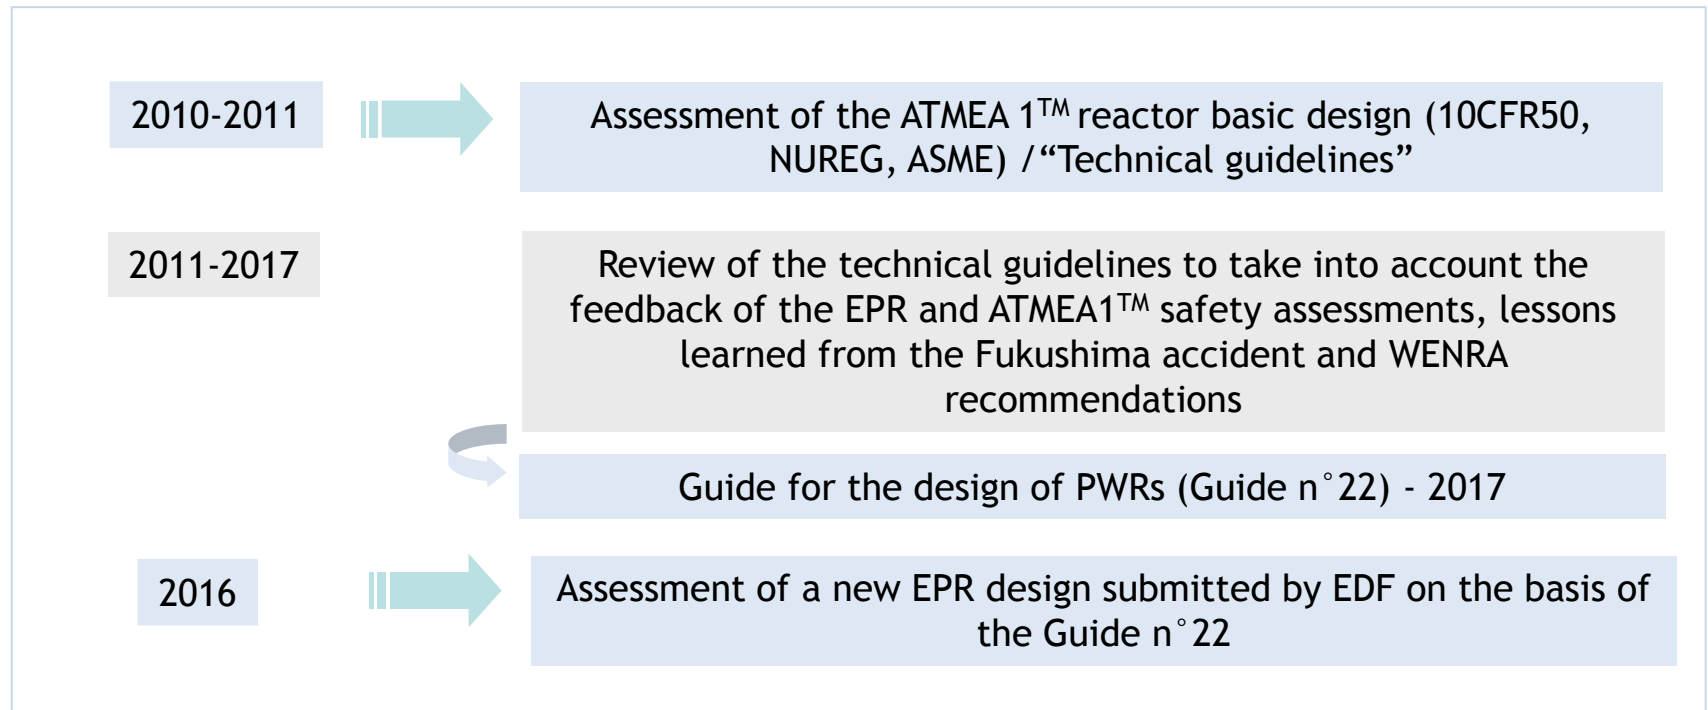 2010-2011
Assessment of the ATMEA 1TM reactor basic design (10CFR50,
NUREG, ASME) /“Technical guidelines”
2011-2017
Review of the technical guidelines to take into account the
feedback of the EPR and ATMEA1TM safety assessments, lessons
learned from the Fukushima accident and WENRA
recommendations
Guide for the design of PWRs (Guide n°22) - 2017
2016
Assessment of a new EPR design submitted by EDF on the basis of
the Guide n°22